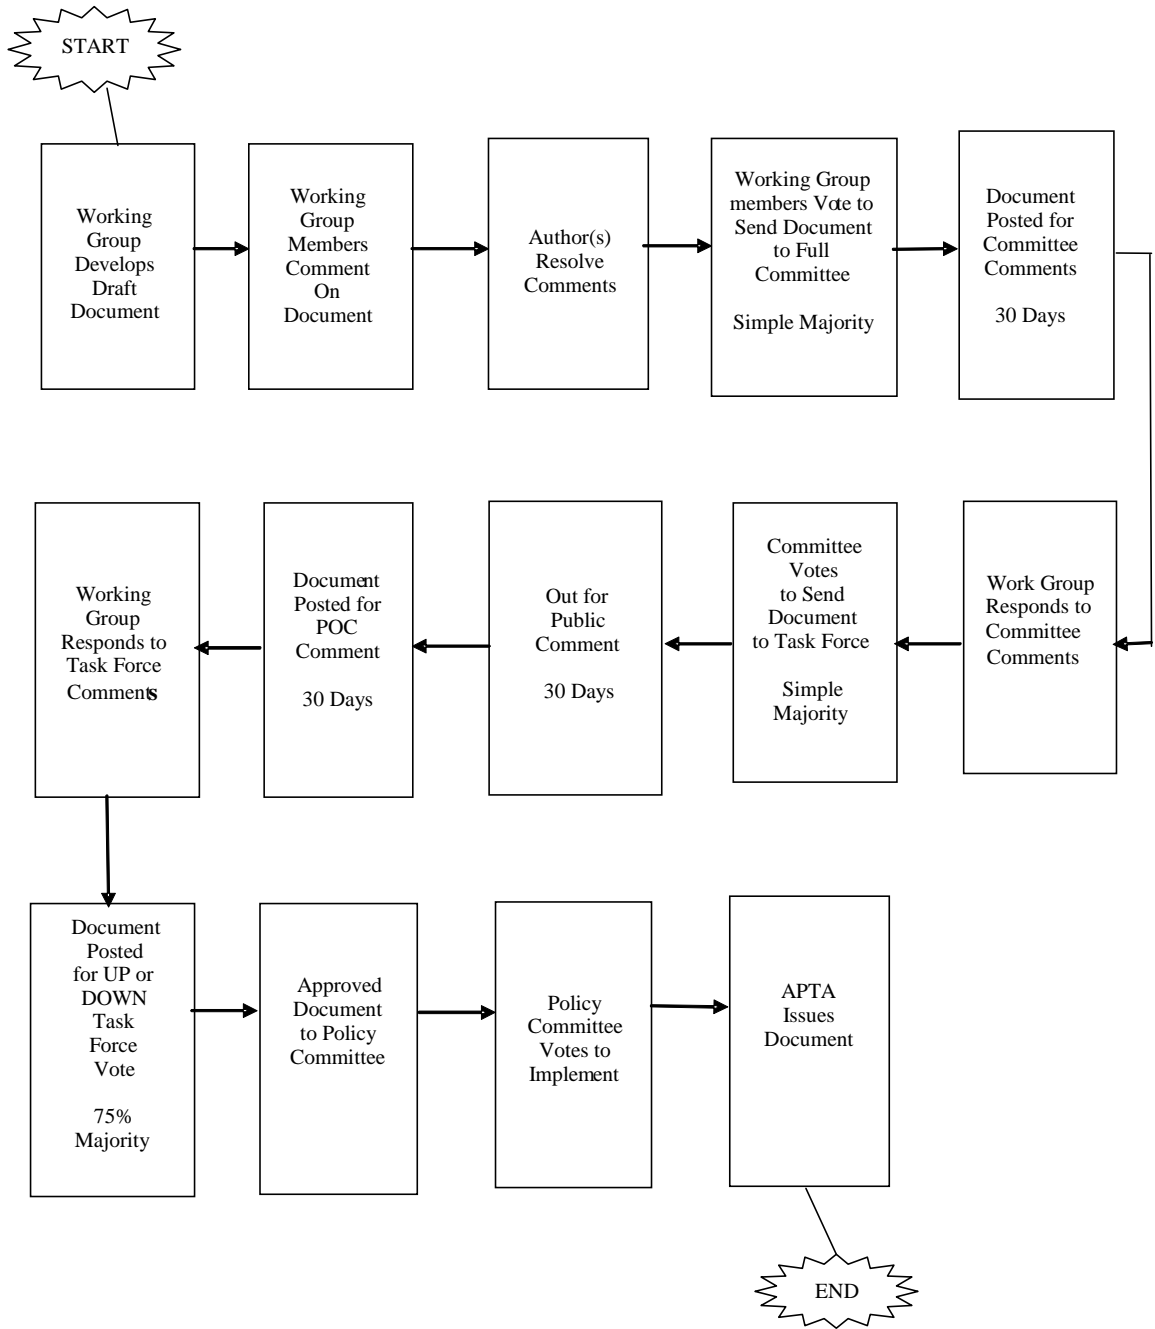 START
Working
Group
Develops
Draft
Document
Working
Group
Members
Comment
On
Document
Author(s)
Resolve
Comments
Working Group
members Vote to
Send Document
to Full
Committee
Simple Majority
Document
Posted for
Committee
Comments
30 Days
Work Group
Responds to
Committee
Comments
Committee
Votes
to Send
Document
to Task Force
Simple
Majority
Out for
Public
Comment
30 Days
Document
Posted for
POC
Comment
30 Days
Working
Group
Responds to
Task Force
Comments
Document
Posted
for UP or
DOWN
Task
Force
Vote
75%
Majority
Approved
Document
to Policy
Committee
Policy
Committee
Votes to
Implement
APTA
Issues
Document
END